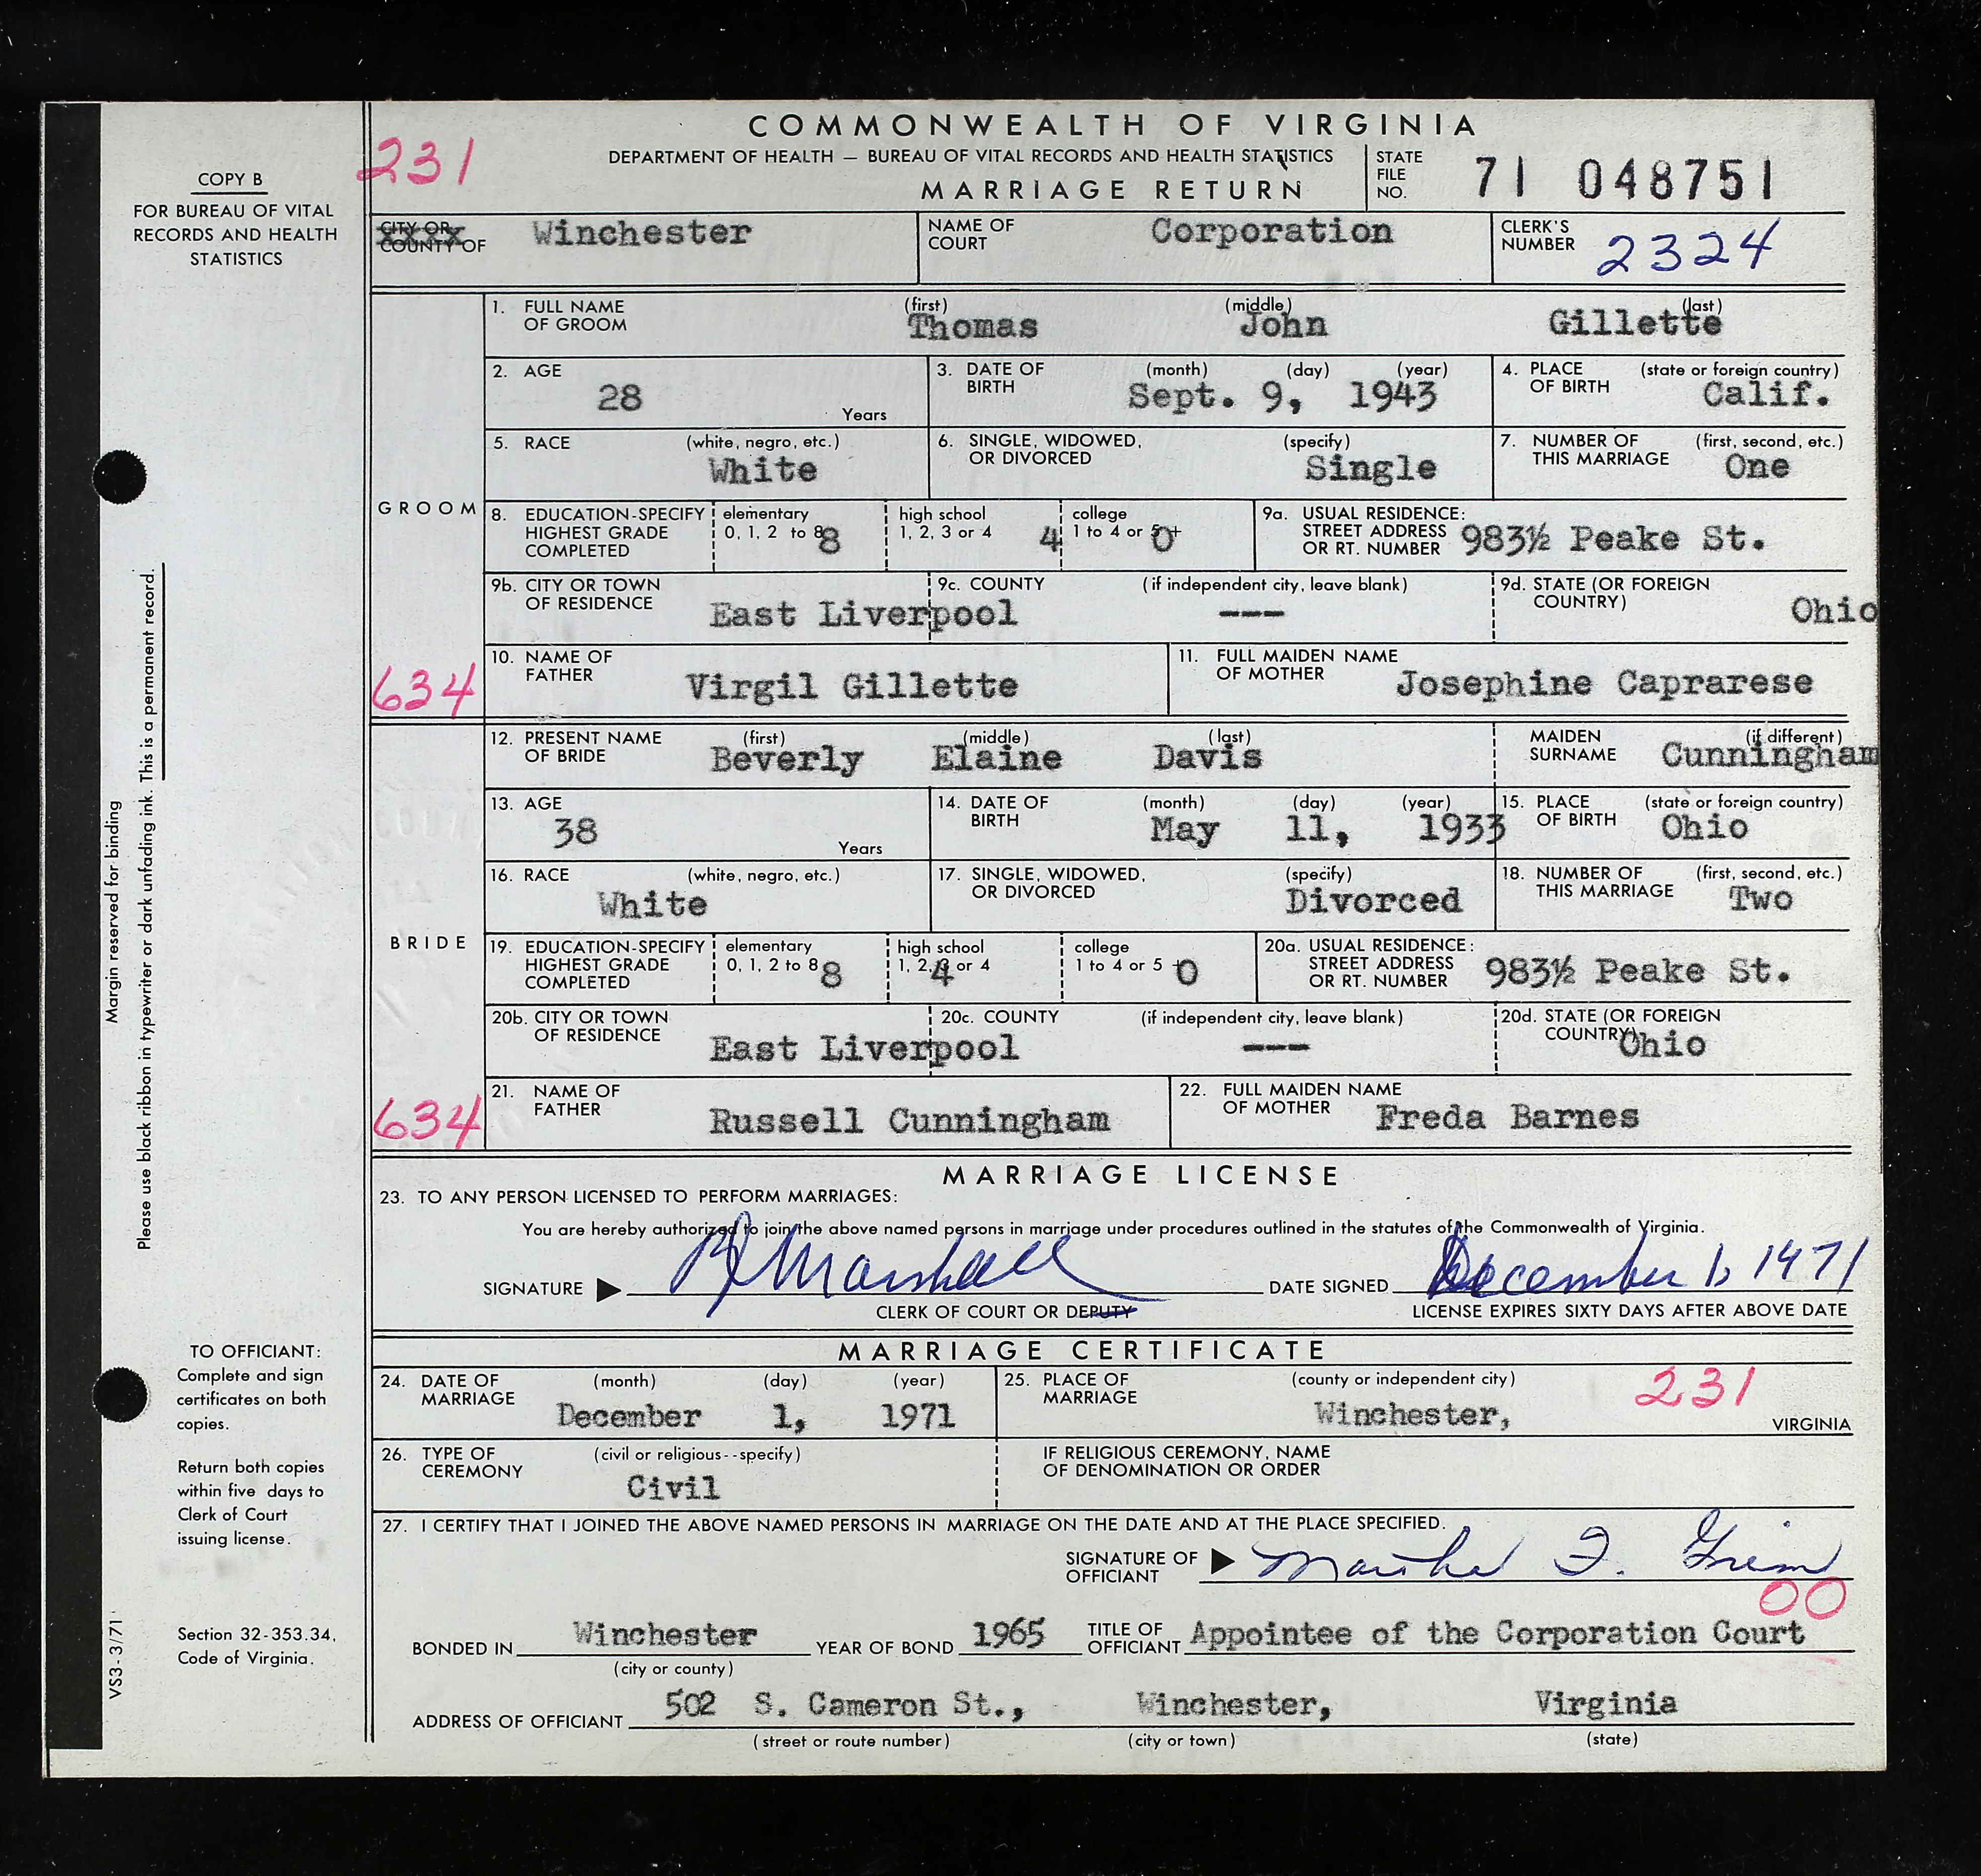 COMMONWEALTH OF VIRGINIA
231
DEPARTMENT OF HEALTH — BUREAU OF VITAL RECORDS AND HEALTH STATISTICS
MARRIAGE RETURN
STATE FILE NO. 71 048751
COPY B
FOR BUREAU OF VITAL
RECORDS AND HEALTH
STATISTICS
CITY OR
COUNTY OF Winchester
NAME OF COURT Corporation
CLERK'S NUMBER 2324
GROOM
1. FULL NAME OF GROOM (first) Thomas (middle) John (last) Gillette
2. AGE 28 Years
3. DATE OF BIRTH (month) (day) (year) Sept. 9, 1943
4. PLACE OF BIRTH (state or foreign country) Calif.
5. RACE (white, negro, etc.) White
6. SINGLE, WIDOWED, OR DIVORCED (specify) Single
7. NUMBER OF THIS MARRIAGE (first, second, etc.) One
8. EDUCATION-SPECIFY HIGHEST GRADE COMPLETED elementary 0, 1, 2 to 8 8 high school 1, 2, 3 or 4 4 college 1 to 4 or 5+ 0
9a. USUAL RESIDENCE: STREET ADDRESS OR RT. NUMBER 983½ Peake St.
9b. CITY OR TOWN OF RESIDENCE East Liverpool
9c. COUNTY (if independent city, leave blank) ---
9d. STATE (OR FOREIGN COUNTRY) Ohio
634
10. NAME OF FATHER Virgil Gillette
11. FULL MAIDEN NAME OF MOTHER Josephine Caprarese
BRIDE
12. PRESENT NAME OF BRIDE (first) Beverly (middle) Elaine (last) Davis
MAIDEN SURNAME (if different) Cunningham
13. AGE 38 Years
14. DATE OF BIRTH (month) (day) (year) May 11, 1933
15. PLACE OF BIRTH (state or foreign country) Ohio
16. RACE (white, negro, etc.) White
17. SINGLE, WIDOWED, OR DIVORCED (specify) Divorced
18. NUMBER OF THIS MARRIAGE (first, second, etc.) Two
19. EDUCATION-SPECIFY HIGHEST GRADE COMPLETED elementary 0, 1, 2 to 8 8 high school 1, 2, 3 or 4 4 college 1 to 4 or 5+ 0
20a. USUAL RESIDENCE: STREET ADDRESS OR RT. NUMBER 983½ Peake St.
20b. CITY OR TOWN OF RESIDENCE East Liverpool
20c. COUNTY (if independent city, leave blank) ---
20d. STATE (OR FOREIGN COUNTRY) Ohio
634
21. NAME OF FATHER Russell Cunningham
22. FULL MAIDEN NAME OF MOTHER Freda Barnes
MARRIAGE LICENSE
23. TO ANY PERSON LICENSED TO PERFORM MARRIAGES:
You are hereby authorized to join the above named persons in marriage under procedures outlined in the statutes of the Commonwealth of Virginia.
SIGNATURE Marshall DATE SIGNED December 1, 1971
CLERK OF COURT OR DEPUTY LICENSE EXPIRES SIXTY DAYS AFTER ABOVE DATE
MARRIAGE CERTIFICATE
24. DATE OF MARRIAGE (month) (day) (year) December 1, 1971
25. PLACE OF MARRIAGE (county or independent city) Winchester, 231 VIRGINIA
26. TYPE OF CEREMONY (civil or religious--specify) Civil
IF RELIGIOUS CEREMONY, NAME OF DENOMINATION OR ORDER
27. I CERTIFY THAT I JOINED THE ABOVE NAMED PERSONS IN MARRIAGE ON THE DATE AND AT THE PLACE SPECIFIED.
SIGNATURE OF OFFICIANT Martha F. Grim
00
BONDED IN Winchester YEAR OF BOND 1965 TITLE OF OFFICIANT Appointee of the Corporation Court
(city or county)
ADDRESS OF OFFICIANT 502 S. Cameron St., Winchester, Virginia
(street or route number) (city or town) (state)
Margin reserved for binding
Please use black ribbon in typewriter or dark unfading ink. This is a permanent record.
TO OFFICIANT:
Complete and sign
certificates on both
copies.
Return both copies
within five days to
Clerk of Court
issuing license.
Section 32-353.34,
Code of Virginia.
VS3-3/71